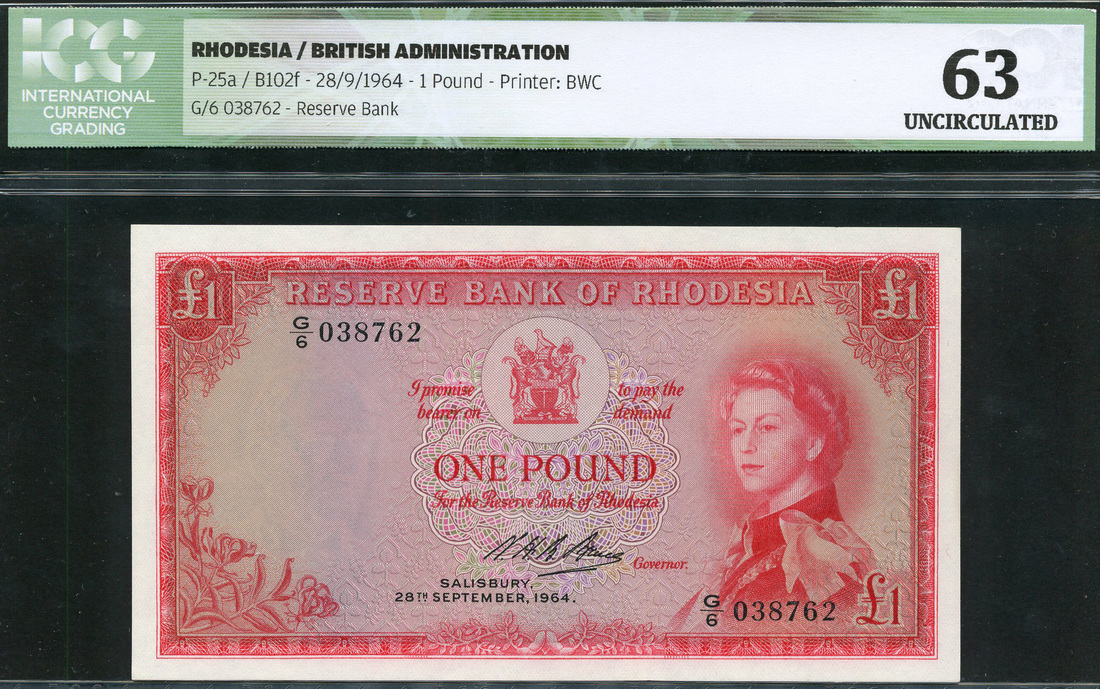 ICG
INTERNATIONAL
CURRENCY
GRADING
RHODESIA / BRITISH ADMINISTRATION
P-25a / B102f - 28/9/1964 - 1 Pound - Printer: BWC
G/6 038762 - Reserve Bank
63
UNCIRCULATED
£1 RESERVE BANK OF RHODESIA £1
G/6 038762
I promise to pay the
bearer on demand
ONE POUND
For the Reserve Bank of Rhodesia
Governor.
SALISBURY,
28TH SEPTEMBER, 1964.
G/6 038762 £1